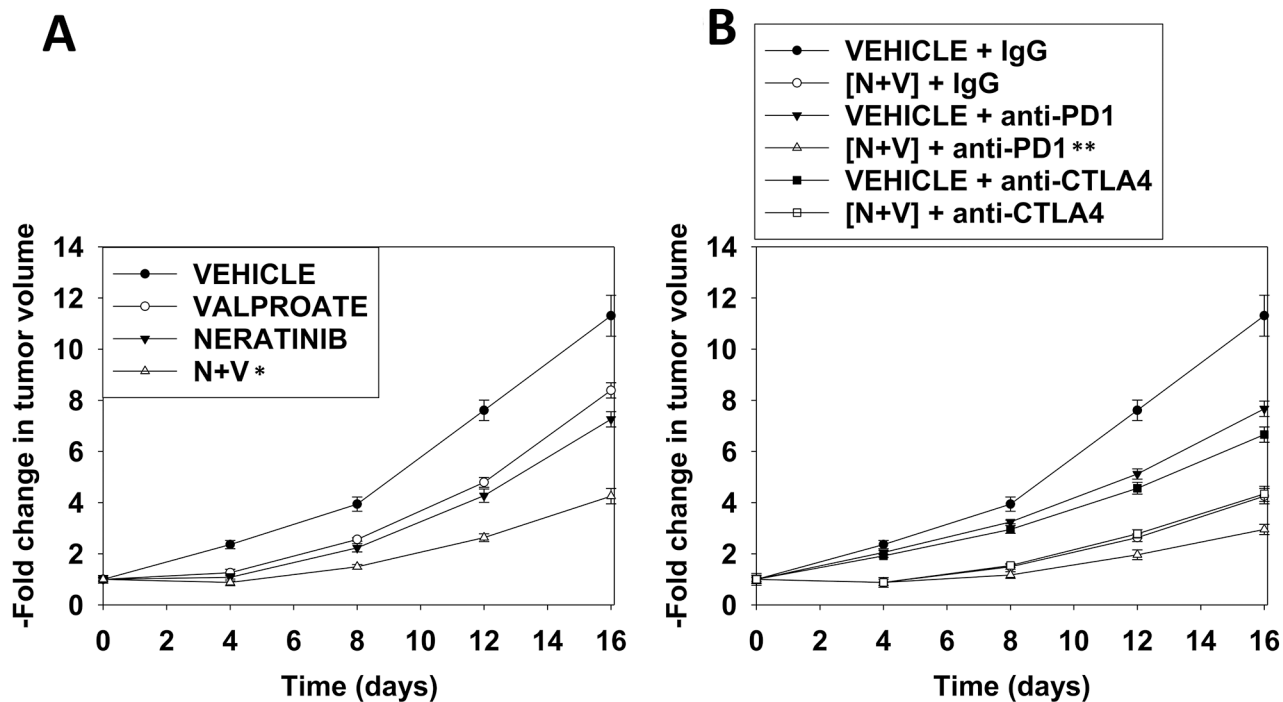 A
VEHICLE
VALPROATE
NERATINIB
N+V *
-Fold change in tumor volume
14
12
10
8
6
4
2
0
0 2 4 6 8 10 12 14 16
Time (days)
B
VEHICLE + IgG
[N+V] + IgG
VEHICLE + anti-PD1
[N+V] + anti-PD1 **
VEHICLE + anti-CTLA4
[N+V] + anti-CTLA4
-Fold change in tumor volume
14
12
10
8
6
4
2
0
0 2 4 6 8 10 12 14 16
Time (days)